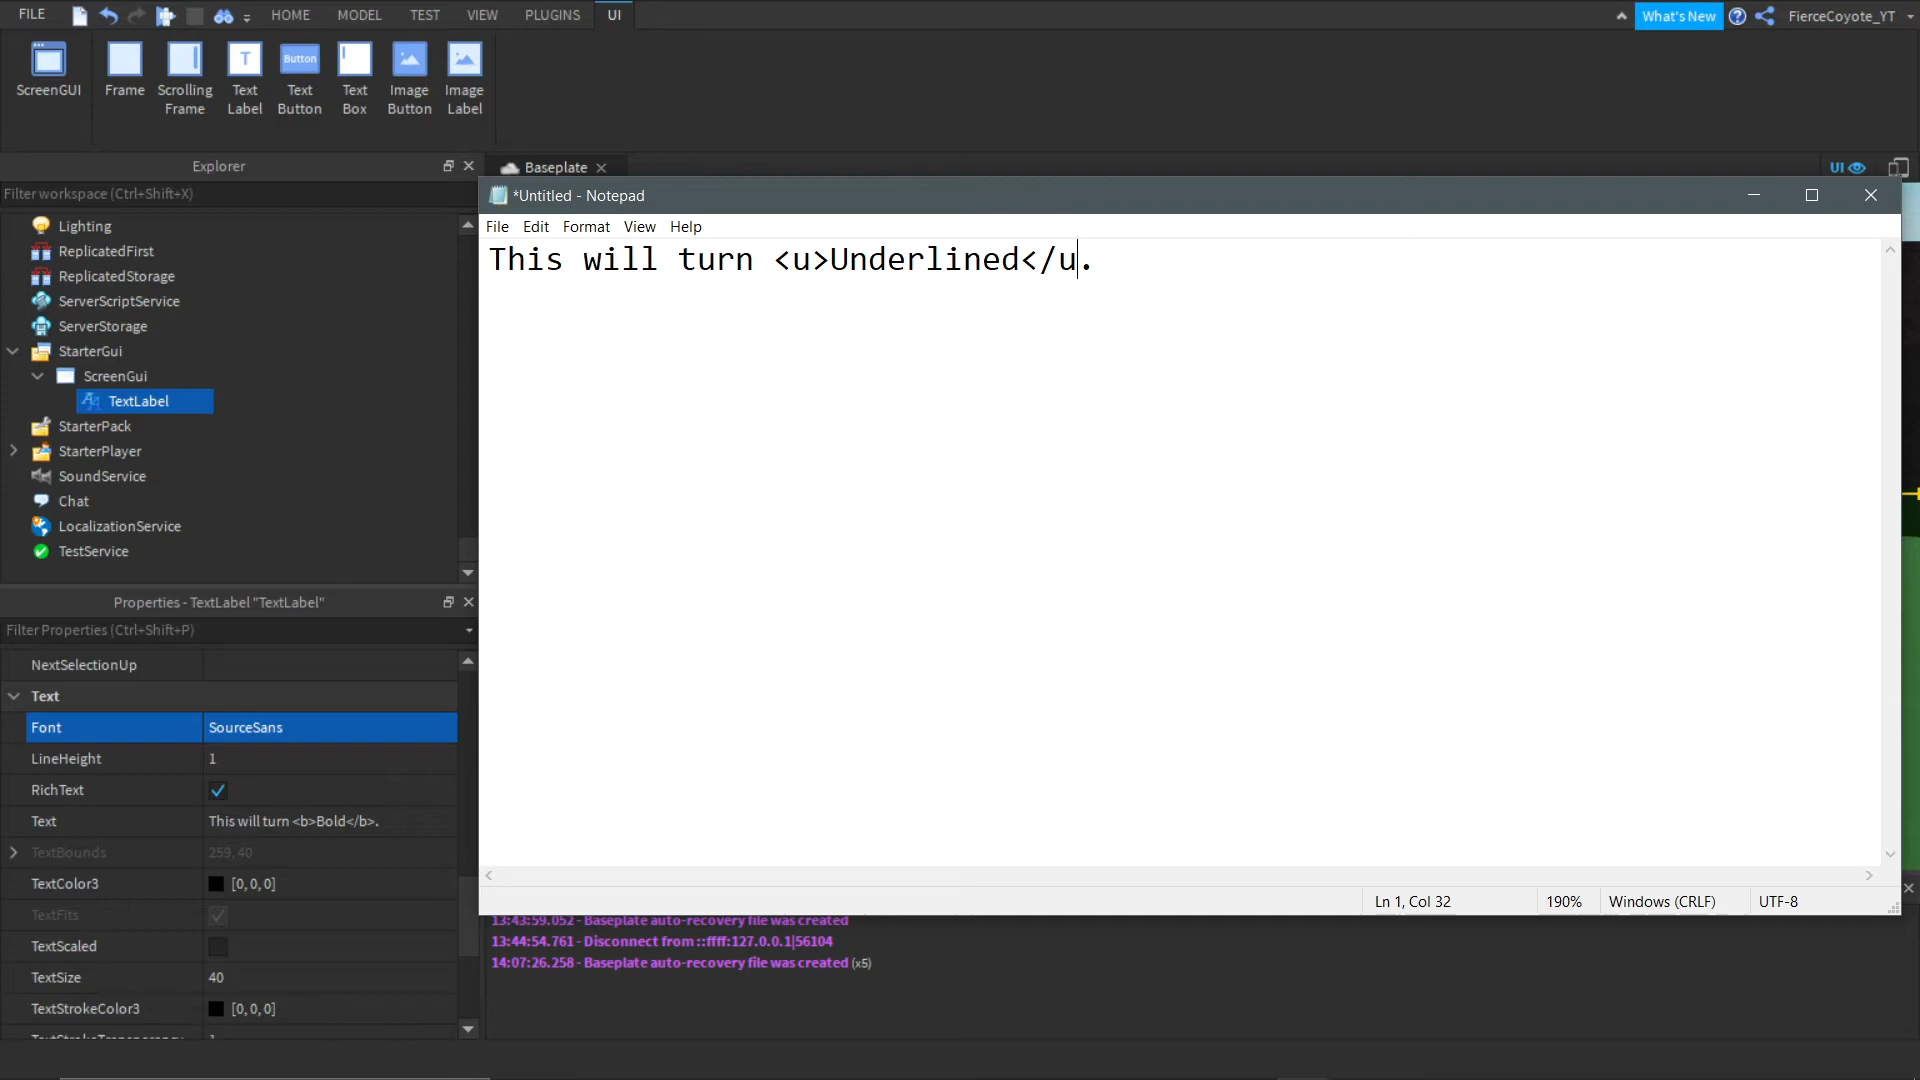 FILE
HOME
MODEL
TEST
VIEW
PLUGINS
UI
What's New
FierceCoyote_YT
ScreenGUI
Frame
Scrolling
Frame
T
Text
Label
Button
Text
Button
Text
Box
Image
Button
Image
Label
Explorer
Filter workspace (Ctrl+Shift+X)
Lighting
ReplicatedFirst
ReplicatedStorage
ServerScriptService
ServerStorage
StarterGui
ScreenGui
TextLabel
StarterPack
StarterPlayer
SoundService
Chat
LocalizationService
TestService
Properties - TextLabel "TextLabel"
Filter Properties (Ctrl+Shift+P)
NextSelectionUp
Text
Font SourceSans
LineHeight 1
RichText
Text This will turn <b>Bold</b>.
TextBounds 259, 40
TextColor3 [0, 0, 0]
TextFits
TextScaled
TextSize 40
TextStrokeColor3 [0, 0, 0]
TextStrokeTransparency 1
Baseplate
UI
*Untitled - Notepad
File Edit Format View Help
This will turn <u>Underlined</u.
Ln 1, Col 32 190% Windows (CRLF) UTF-8
13:43:59.052 - Baseplate auto-recovery file was created
13:44:54.761 - Disconnect from ::ffff:127.0.0.1|56104
14:07:26.258 - Baseplate auto-recovery file was created (x5)